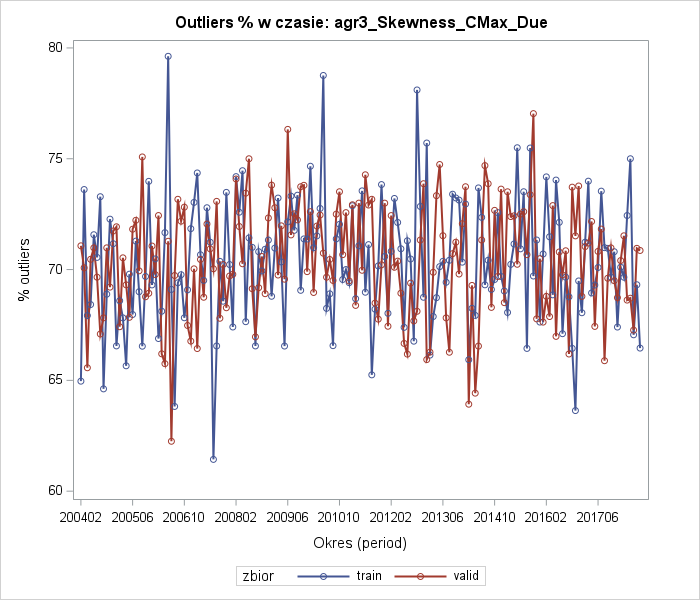 Outliers % w czasie: agr3_Skewness_CMax_Due
80
75
70
65
60
% outliers
200402 200506 200610 200802 200906 201010 201202 201306 201410 201602 201706
Okres (period)
zbior train valid